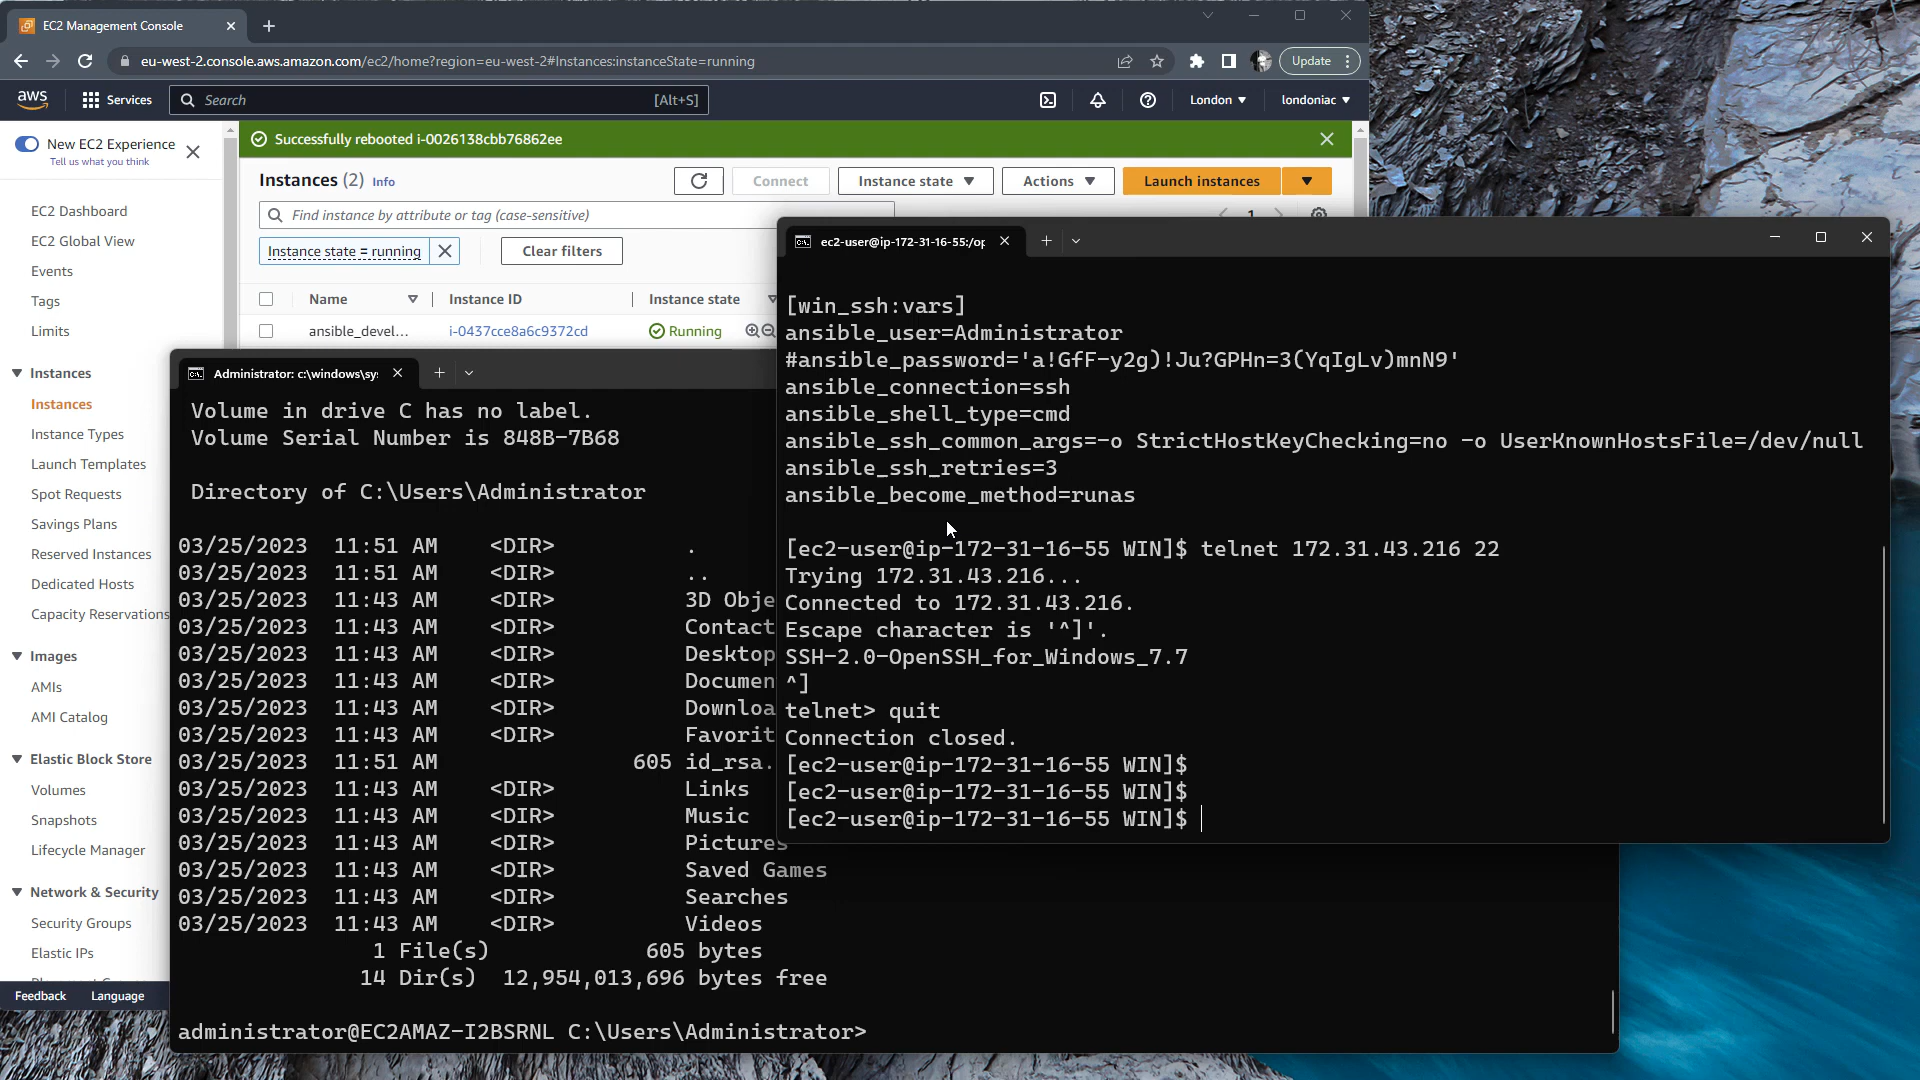 EC2 Management Console
eu-west-2.console.aws.amazon.com/ec2/home?region=eu-west-2#Instances:instanceState=running
Update
aws
Services
Search
[Alt+S]
London
londoniac
New EC2 Experience
Tell us what you think
EC2 Dashboard
EC2 Global View
Events
Tags
Limits
Instances
Instances
Instance Types
Launch Templates
Spot Requests
Savings Plans
Reserved Instances
Dedicated Hosts
Capacity Reservations
Images
AMIs
AMI Catalog
Elastic Block Store
Volumes
Snapshots
Lifecycle Manager
Network & Security
Security Groups
Elastic IPs
Feedback
Language
Successfully rebooted i-0026138cbb76862ee
Instances (2) Info
Connect
Instance state
Actions
Launch instances
Find instance by attribute or tag (case-sensitive)
1
Instance state = running
Clear filters
Name
Instance ID
Instance state
ansible_devel...
i-0437cce8a6c9372cd
Running
Administrator: c:\windows\sy:
Volume in drive C has no label.
Volume Serial Number is 848B-7B68
Directory of C:\Users\Administrator
03/25/2023 11:51 AM <DIR> .
03/25/2023 11:51 AM <DIR> ..
03/25/2023 11:43 AM <DIR> 3D Obje
03/25/2023 11:43 AM <DIR> Contact
03/25/2023 11:43 AM <DIR> Desktop
03/25/2023 11:43 AM <DIR> Documen
03/25/2023 11:43 AM <DIR> Downloa
03/25/2023 11:43 AM <DIR> Favorit
03/25/2023 11:51 AM 605 id_rsa.
03/25/2023 11:43 AM <DIR> Links
03/25/2023 11:43 AM <DIR> Music
03/25/2023 11:43 AM <DIR> Pictures
03/25/2023 11:43 AM <DIR> Saved Games
03/25/2023 11:43 AM <DIR> Searches
03/25/2023 11:43 AM <DIR> Videos
1 File(s) 605 bytes
14 Dir(s) 12,954,013,696 bytes free
administrator@EC2AMAZ-I2BSRNL C:\Users\Administrator>
ec2-user@ip-172-31-16-55:/op
[win_ssh:vars]
ansible_user=Administrator
#ansible_password='a!GfF-y2g)!Ju?GPHn=3(YqIgLv)mnN9'
ansible_connection=ssh
ansible_shell_type=cmd
ansible_ssh_common_args=-o StrictHostKeyChecking=no -o UserKnownHostsFile=/dev/null
ansible_ssh_retries=3
ansible_become_method=runas
[ec2-user@ip-172-31-16-55 WIN]$ telnet 172.31.43.216 22
Trying 172.31.43.216...
Connected to 172.31.43.216.
Escape character is '^]'.
SSH-2.0-OpenSSH_for_Windows_7.7
^]
telnet> quit
Connection closed.
[ec2-user@ip-172-31-16-55 WIN]$
[ec2-user@ip-172-31-16-55 WIN]$
[ec2-user@ip-172-31-16-55 WIN]$